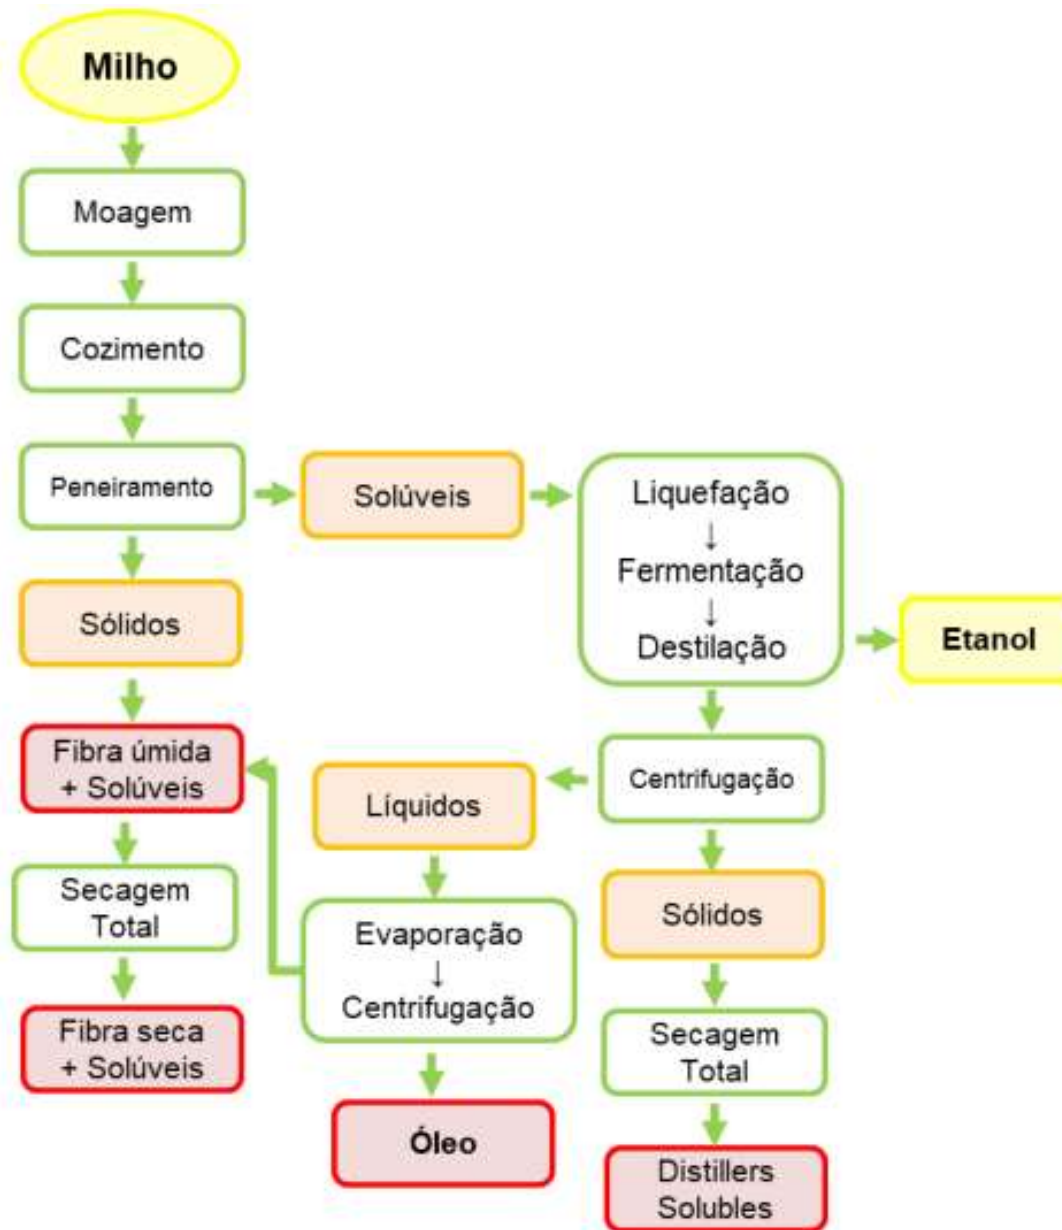 Milho
Moagem
Cozimento
Peneiramento
Solúveis
Liquefação
↓
Fermentação
↓
Destilação
Etanol
Sólidos
Fibra úmida
+ Solúveis
Secagem
Total
Fibra seca
+ Solúveis
Centrifugação
Líquidos
Evaporação
↓
Centrifugação
Óleo
Sólidos
Secagem
Total
Distillers
Solubles